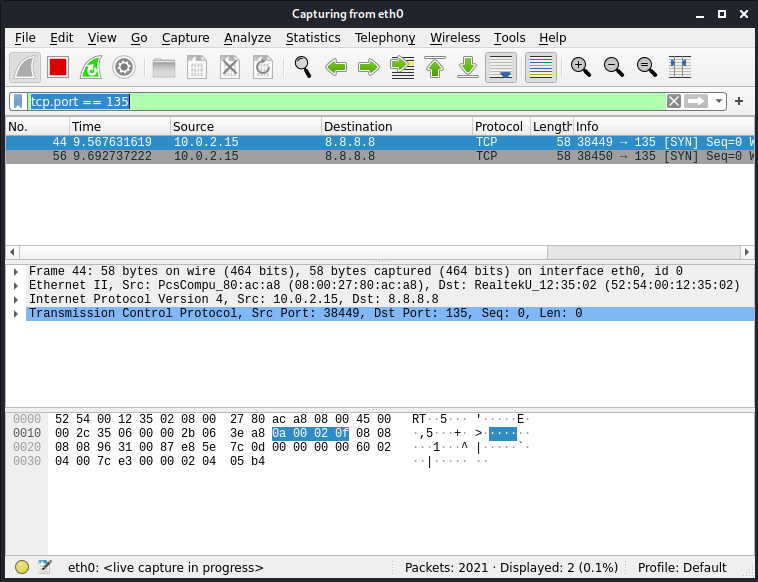 Capturing from eth0
File Edit View Go Capture Analyze Statistics Telephony Wireless Tools Help
tcp.port == 135
No. Time Source Destination Protocol Length Info
44 9.567631619 10.0.2.15 8.8.8.8 TCP 58 38449 → 135 [SYN] Seq=0 W
56 9.692737222 10.0.2.15 8.8.8.8 TCP 58 38450 → 135 [SYN] Seq=0 W
Frame 44: 58 bytes on wire (464 bits), 58 bytes captured (464 bits) on interface eth0, id 0
Ethernet II, Src: PcsCompu_80:ac:a8 (08:00:27:80:ac:a8), Dst: RealtekU_12:35:02 (52:54:00:12:35:02)
Internet Protocol Version 4, Src: 10.0.2.15, Dst: 8.8.8.8
Transmission Control Protocol, Src Port: 38449, Dst Port: 135, Seq: 0, Len: 0
0000 52 54 00 12 35 02 08 00 27 80 ac a8 08 00 45 00 RT··5···'·····E·
0010 00 2c 35 06 00 00 2b 06 3e a8 0a 00 02 0f 08 08 ·,5···+·>·······
0020 08 08 96 31 00 87 e8 5e 7c 0d 00 00 00 00 60 02 ···1···^|·····`·
0030 04 00 7c e3 00 00 02 04 05 b4 ··|·······
eth0: <live capture in progress>
Packets: 2021 · Displayed: 2 (0.1%)
Profile: Default